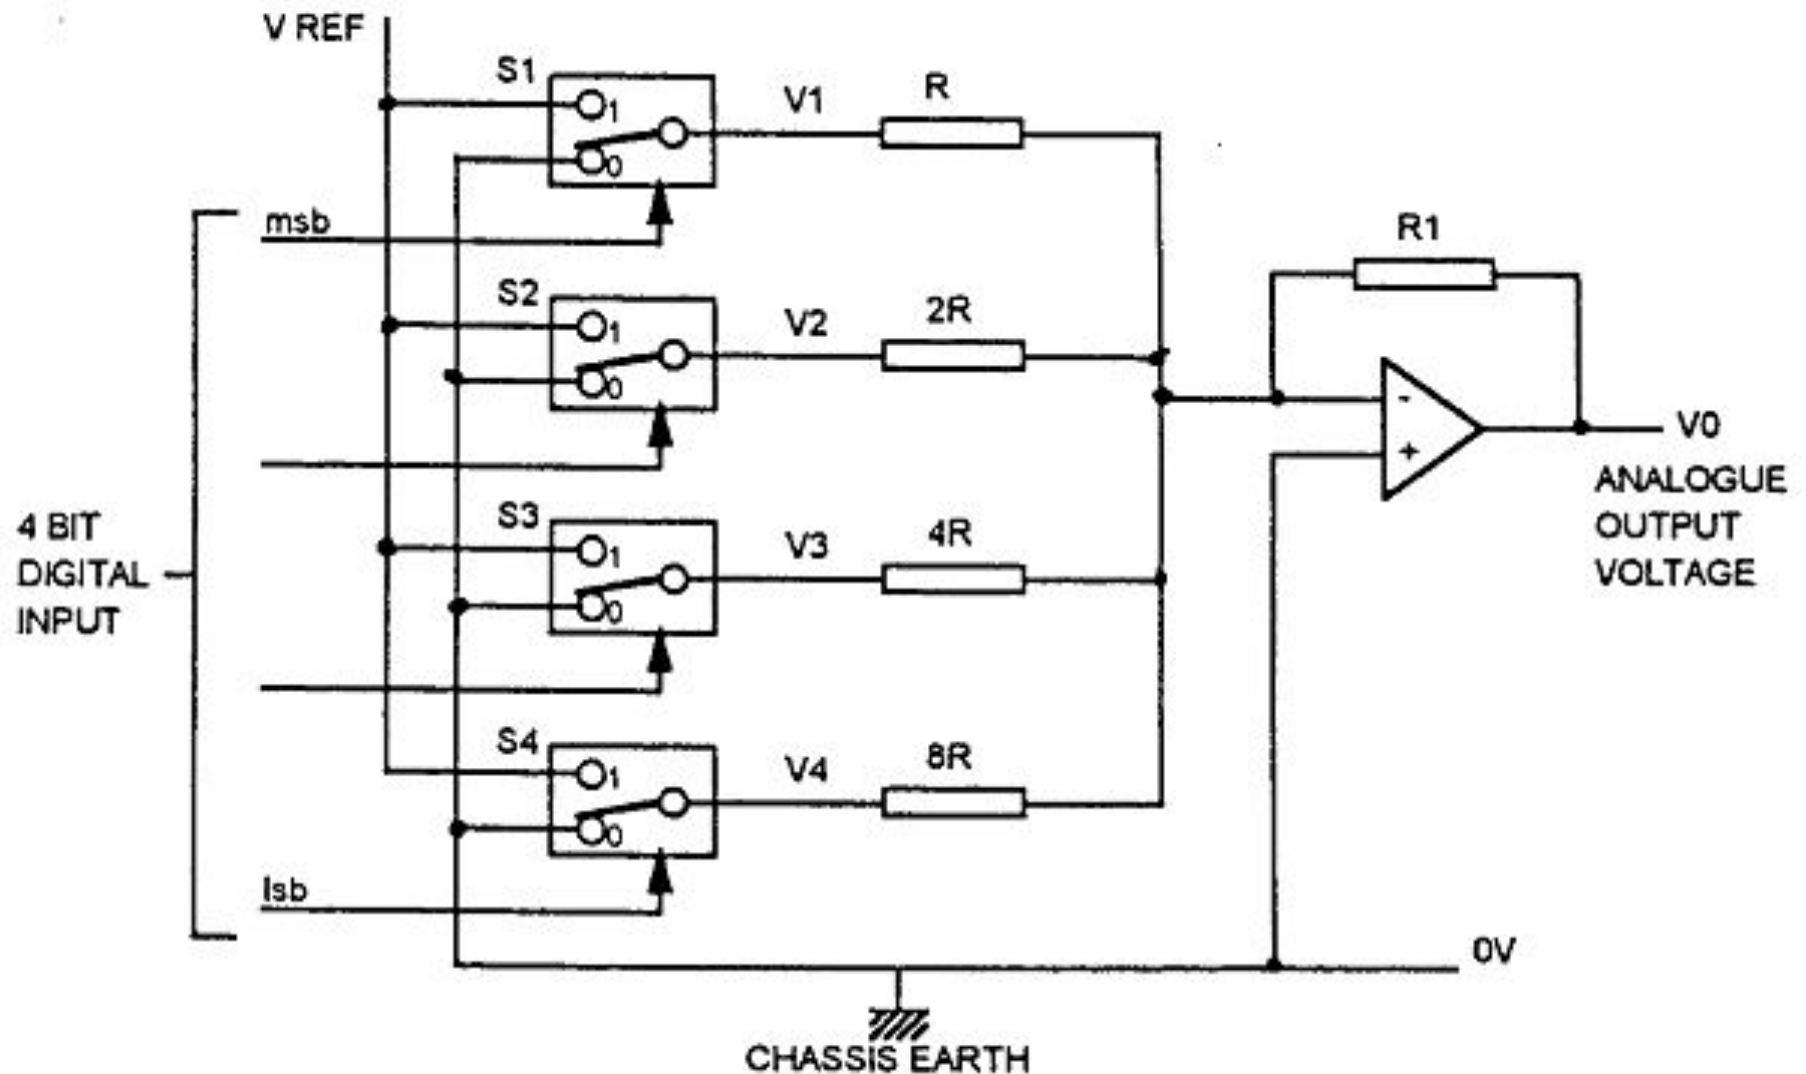 V REF
S1
1
0
V1
R
msb
R1
S2
1
0
V2
2R
-
+
V0
ANALOGUE
OUTPUT
VOLTAGE
4 BIT
DIGITAL
INPUT
S3
1
0
V3
4R
S4
1
0
V4
8R
lsb
0V
CHASSIS EARTH